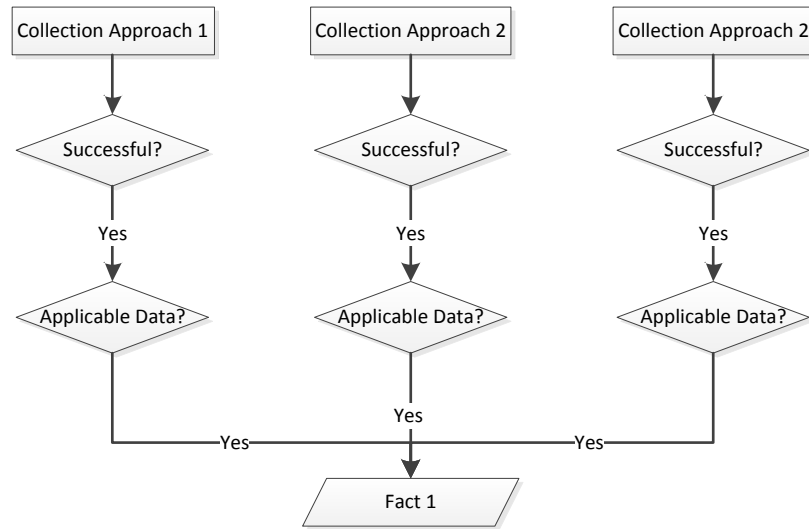 Collection Approach 1
Collection Approach 2
Collection Approach 2
Successful?
Successful?
Successful?
Yes
Yes
Yes
Applicable Data?
Applicable Data?
Applicable Data?
Yes
Yes
Yes
Fact 1